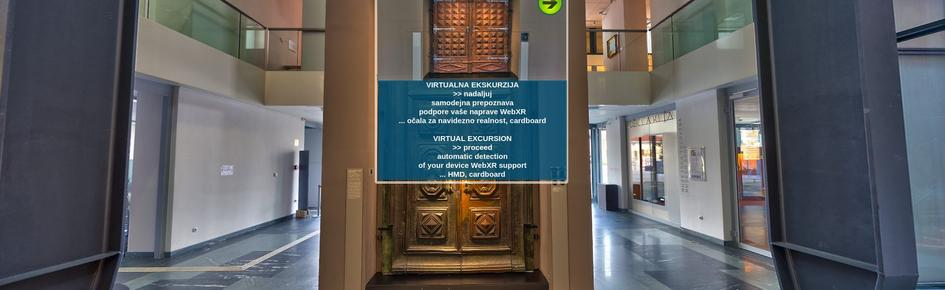 VIRTUALNA EKSKURZIJA
>> nadaljuj
samodejna prepoznava
podpore vaše naprave WebXR
... očala za navidezno realnost, cardboard

VIRTUAL EXCURSION
>> proceed
automatic detection
of your device WebXR support
... HMD, cardboard